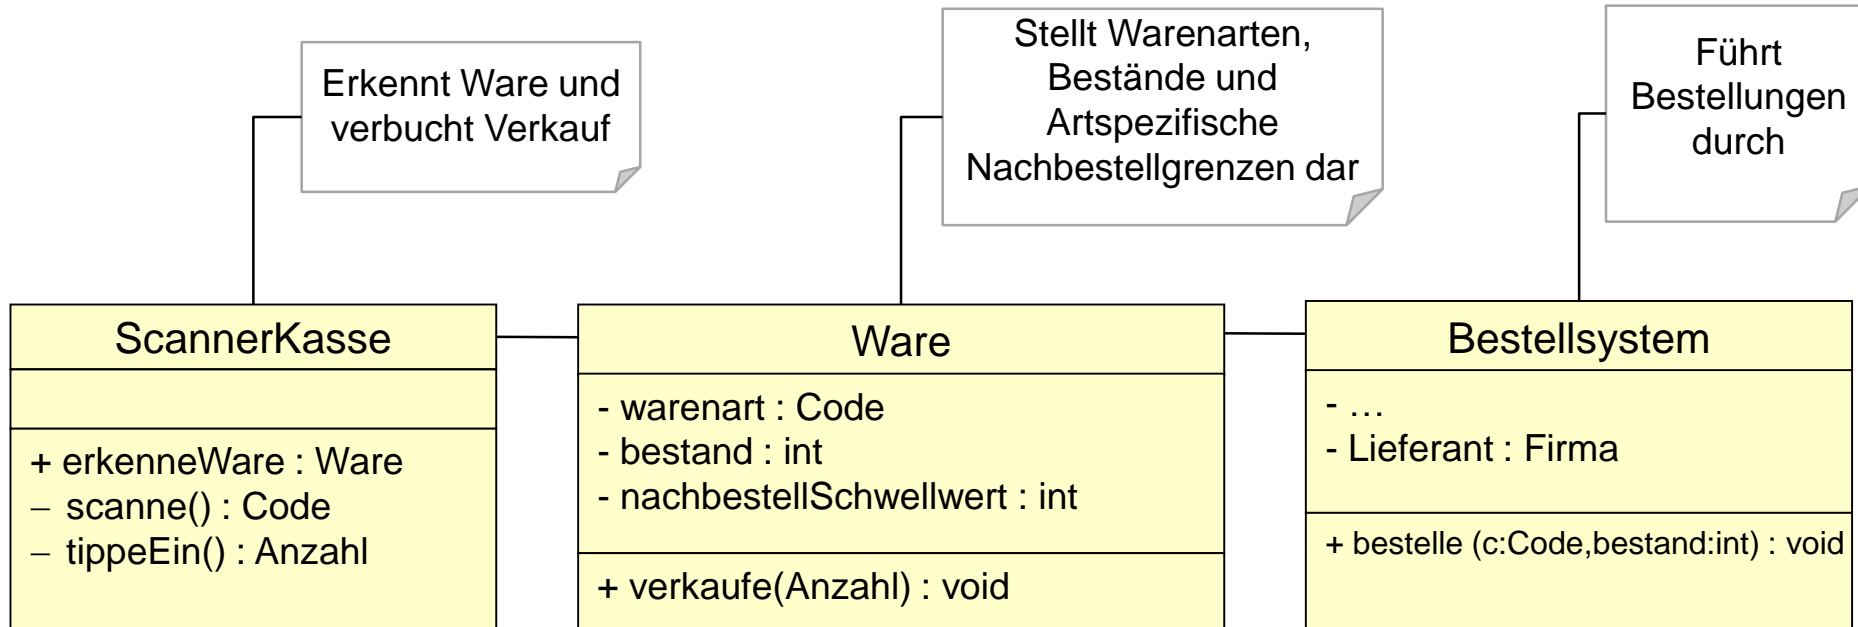 Erkennt Ware und
verbucht Verkauf
Stellt Warenarten,
Bestände und
Artspezifische
Nachbestellgrenzen dar
Führt
Bestellungen
durch
ScannerKasse
+ erkenneWare : Ware
– scanne() : Code
– tippeEin() : Anzahl
Ware
- warenart : Code
- bestand : int
- nachbestellSchwellwert : int
+ verkaufe(Anzahl) : void
Bestellsystem
- …
- Lieferant : Firma
+ bestelle (c:Code,bestand:int) : void